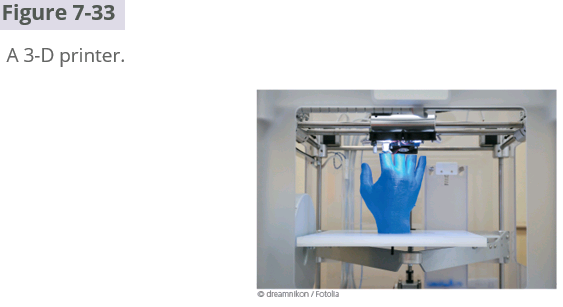 Figure 7-33
A 3-D printer.
© dreamnikon / Fotolia